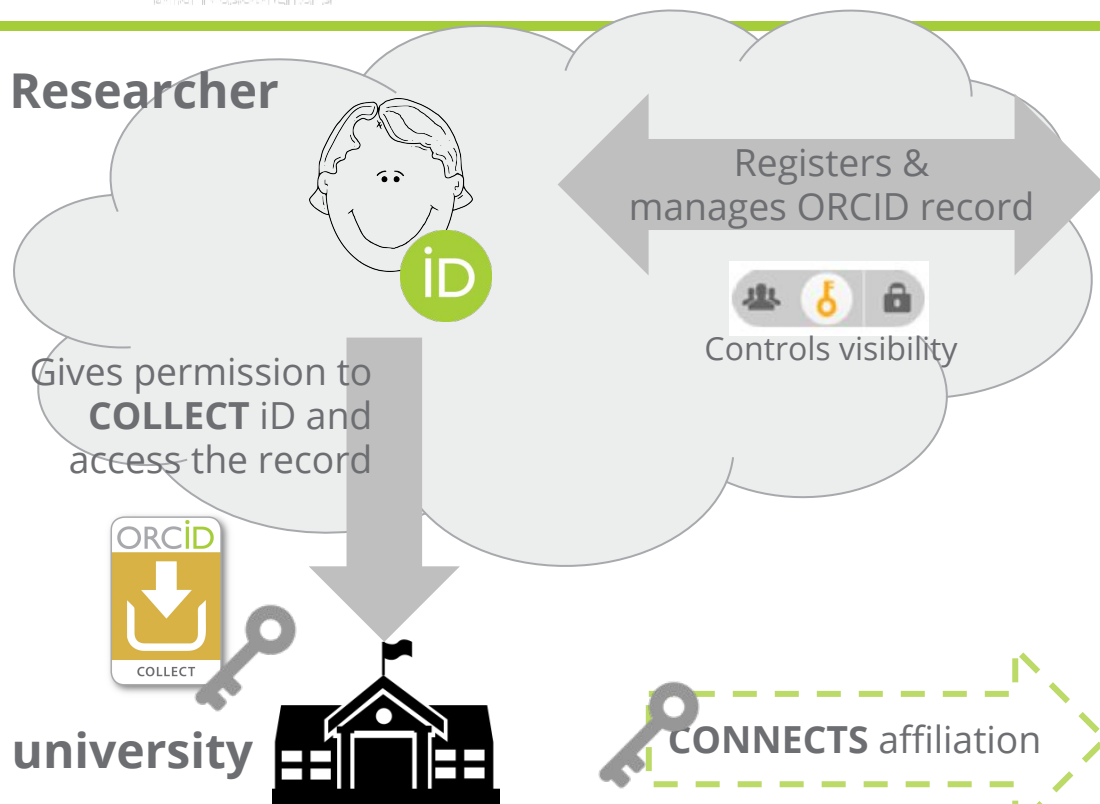 Researcher
Registers &
manages ORCID record
iD
Controls visibility
Gives permission to
COLLECT iD and
access the record
ORCiD
COLLECT
university
CONNECTS affiliation